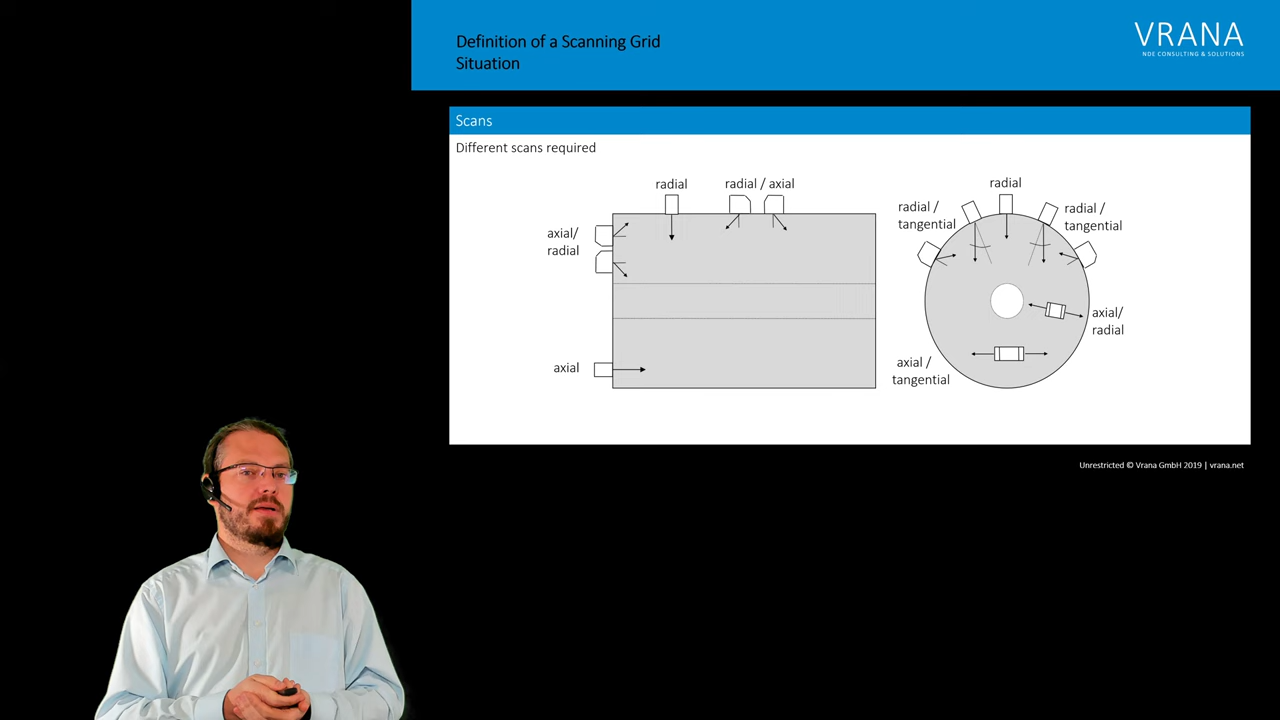 Definition of a Scanning Grid
Situation
VRANA
NDE CONSULTING & SOLUTIONS
Scans
Different scans required
radial
radial / axial
axial/
radial
axial
radial
radial /
tangential
radial /
tangential
axial/
radial
axial /
tangential
Unrestricted © Vrana GmbH 2019 | vrana.net